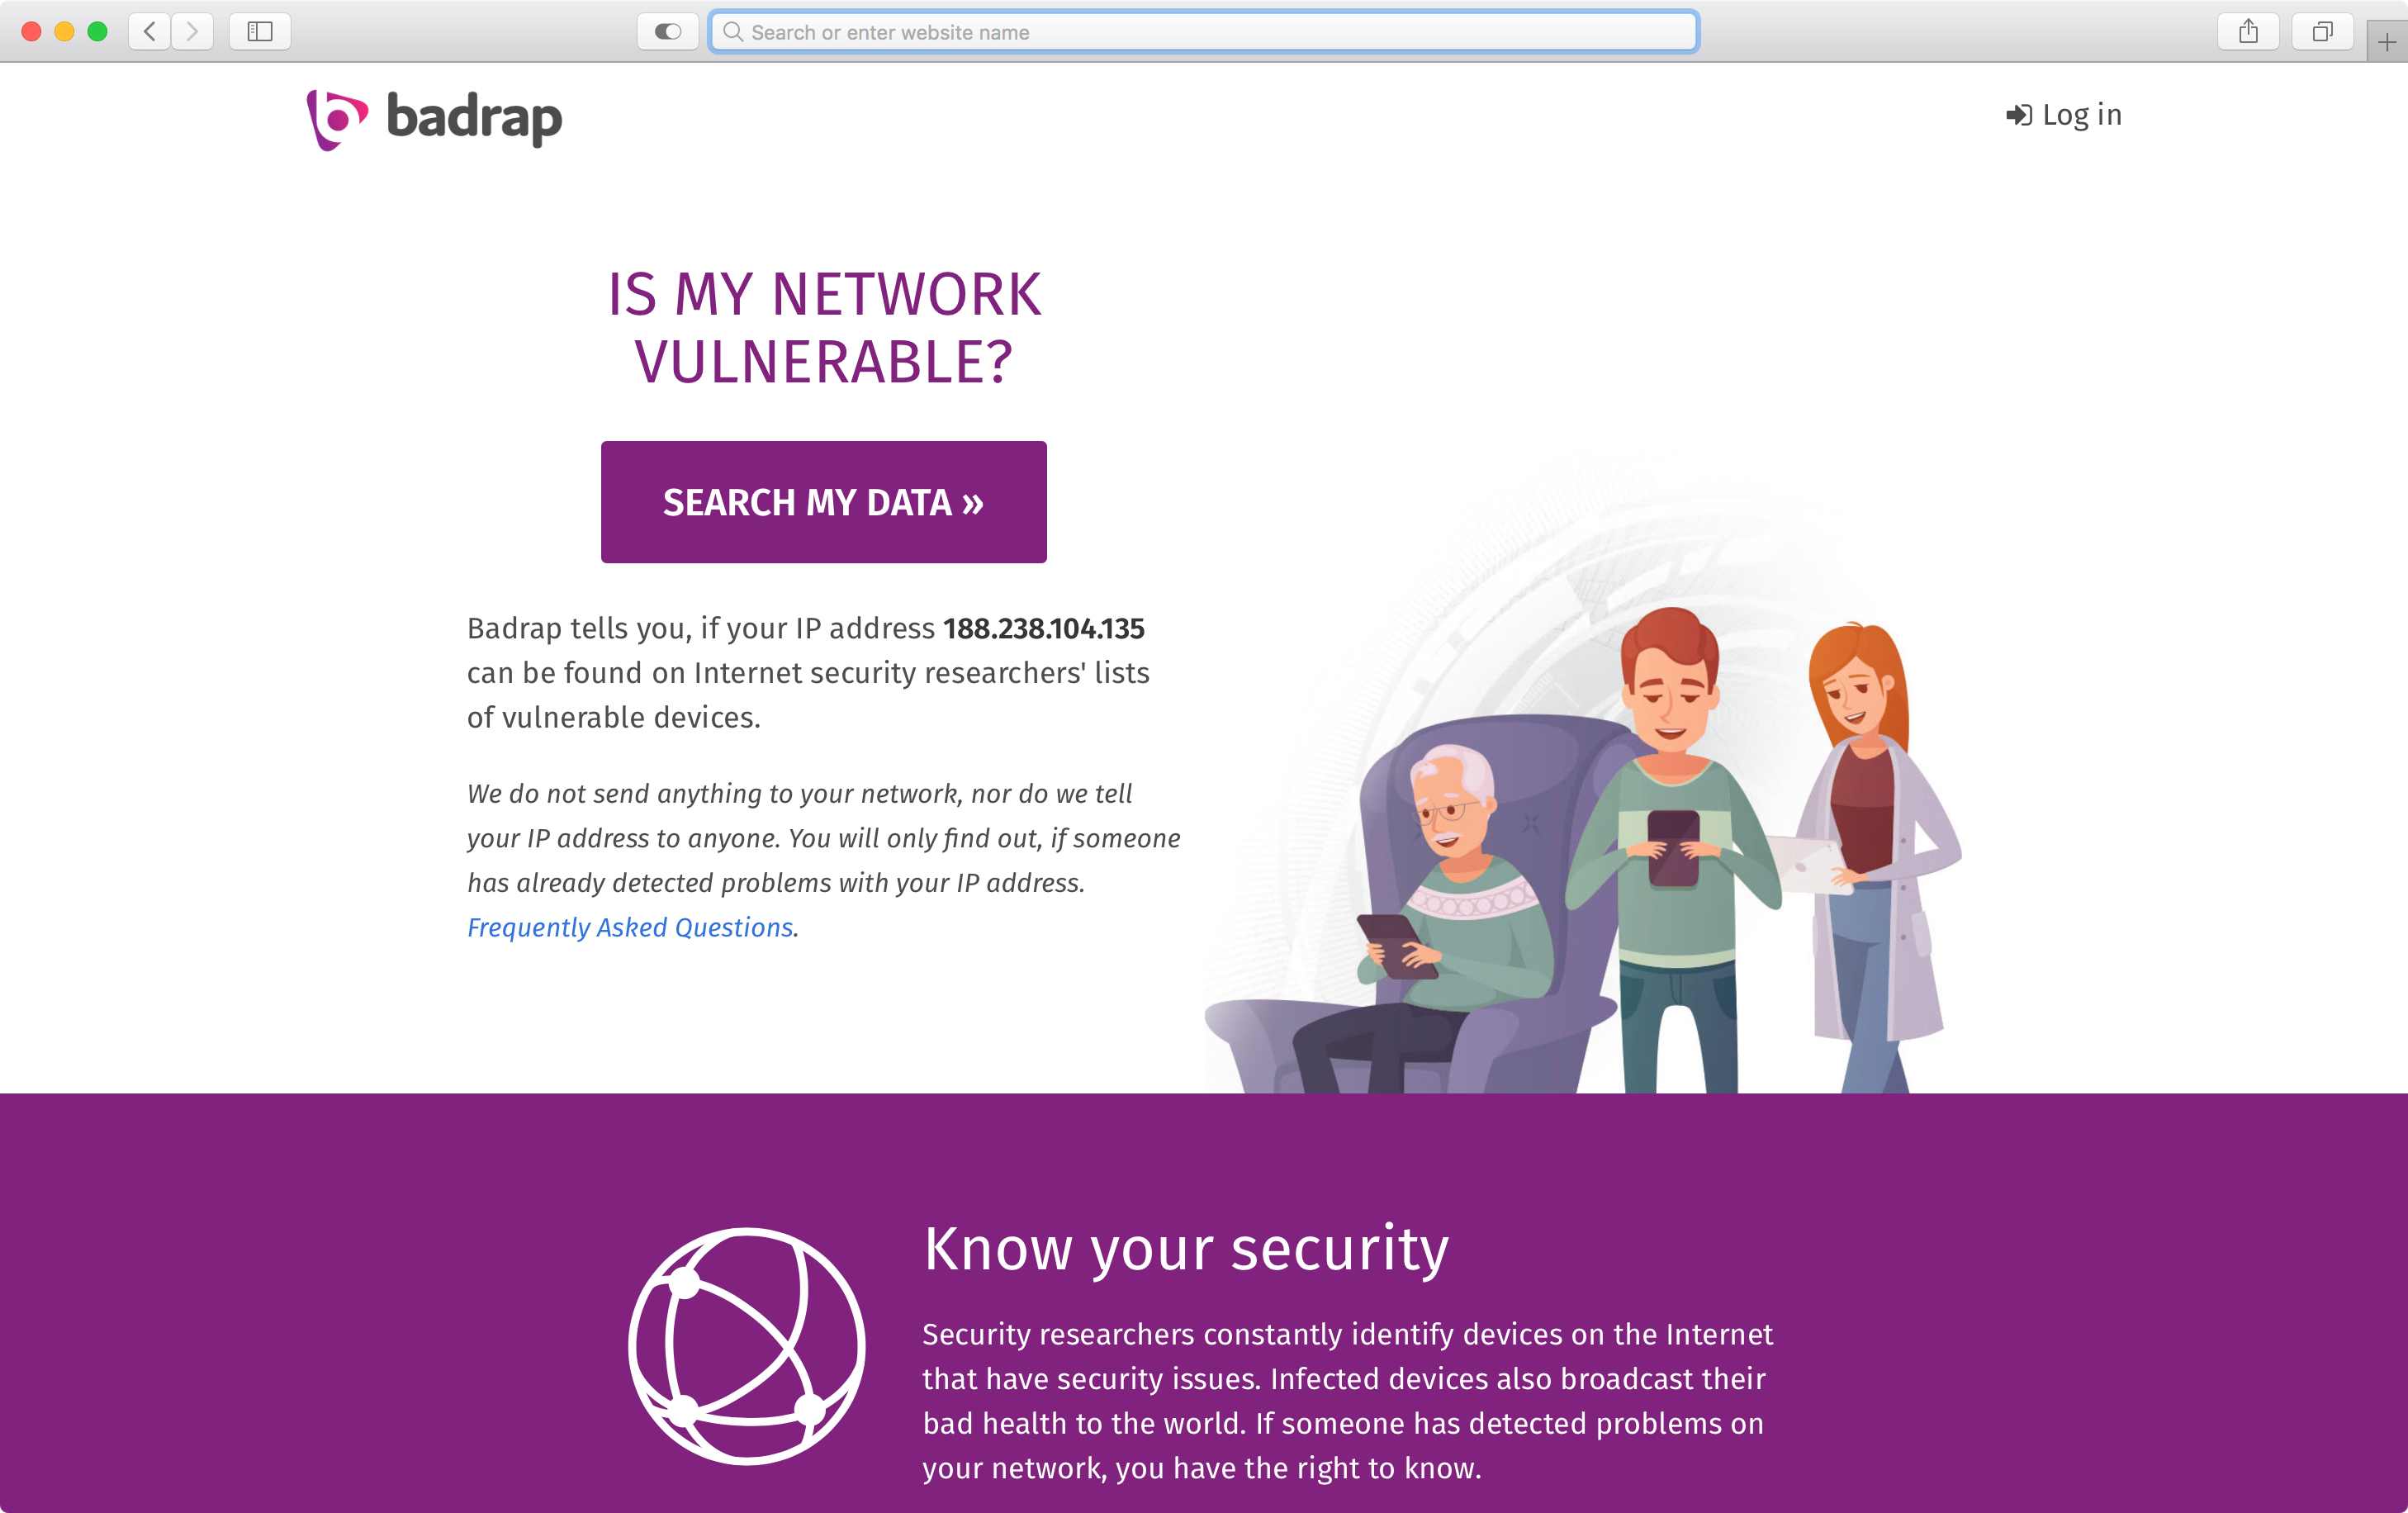 Search or enter website name
badrap
Log in
IS MY NETWORK
VULNERABLE?
SEARCH MY DATA »
Badrap tells you, if your IP address 188.238.104.135
can be found on Internet security researchers' lists
of vulnerable devices.
We do not send anything to your network, nor do we tell
your IP address to anyone. You will only find out, if someone
has already detected problems with your IP address.
Frequently Asked Questions.
Know your security
Security researchers constantly identify devices on the Internet
that have security issues. Infected devices also broadcast their
bad health to the world. If someone has detected problems on
your network, you have the right to know.